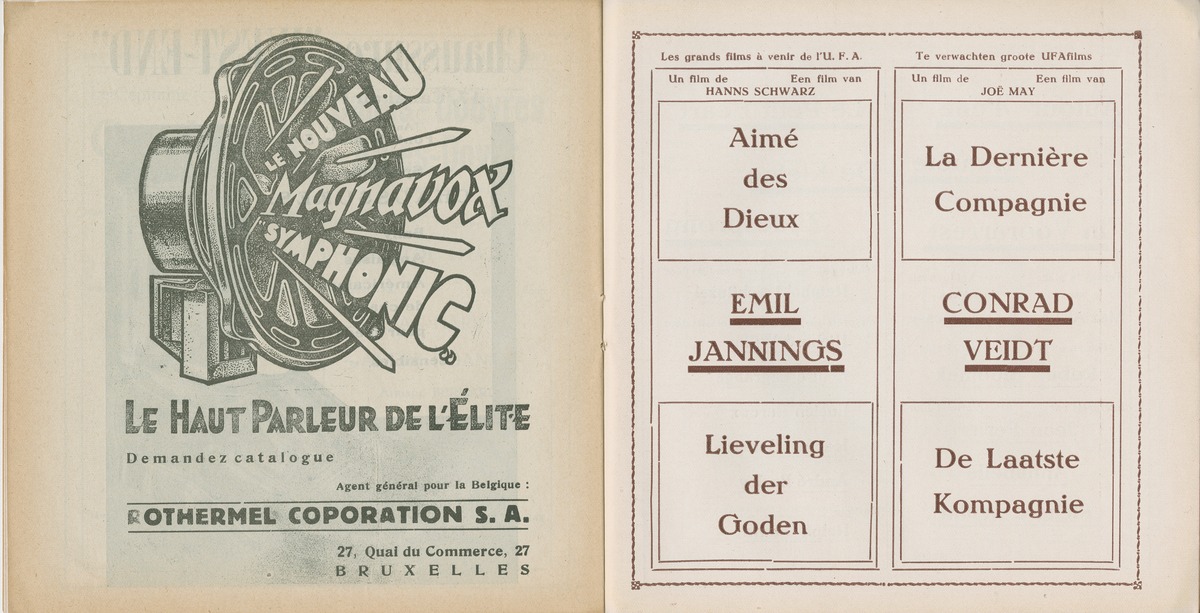 LE NOUVEAU
Magnavox
"SYMPHONIC"
LE HAUT PARLEUR DE L'ÉLITE
Demandez catalogue
Agent général pour la Belgique :
ROTHERMEL COPORATION S. A.
27, Quai du Commerce, 27
BRUXELLES
Les grands films à venir de l'U. F. A.
Un film de Een film van
HANNS SCHWARZ
Aimé
des
Dieux
EMIL
JANNINGS
Lieveling
der
Goden
Te verwachten groote UFAfilms
Un film de Een film van
JOË MAY
La Dernière
Compagnie
CONRAD
VEIDT
De Laatste
Kompagnie